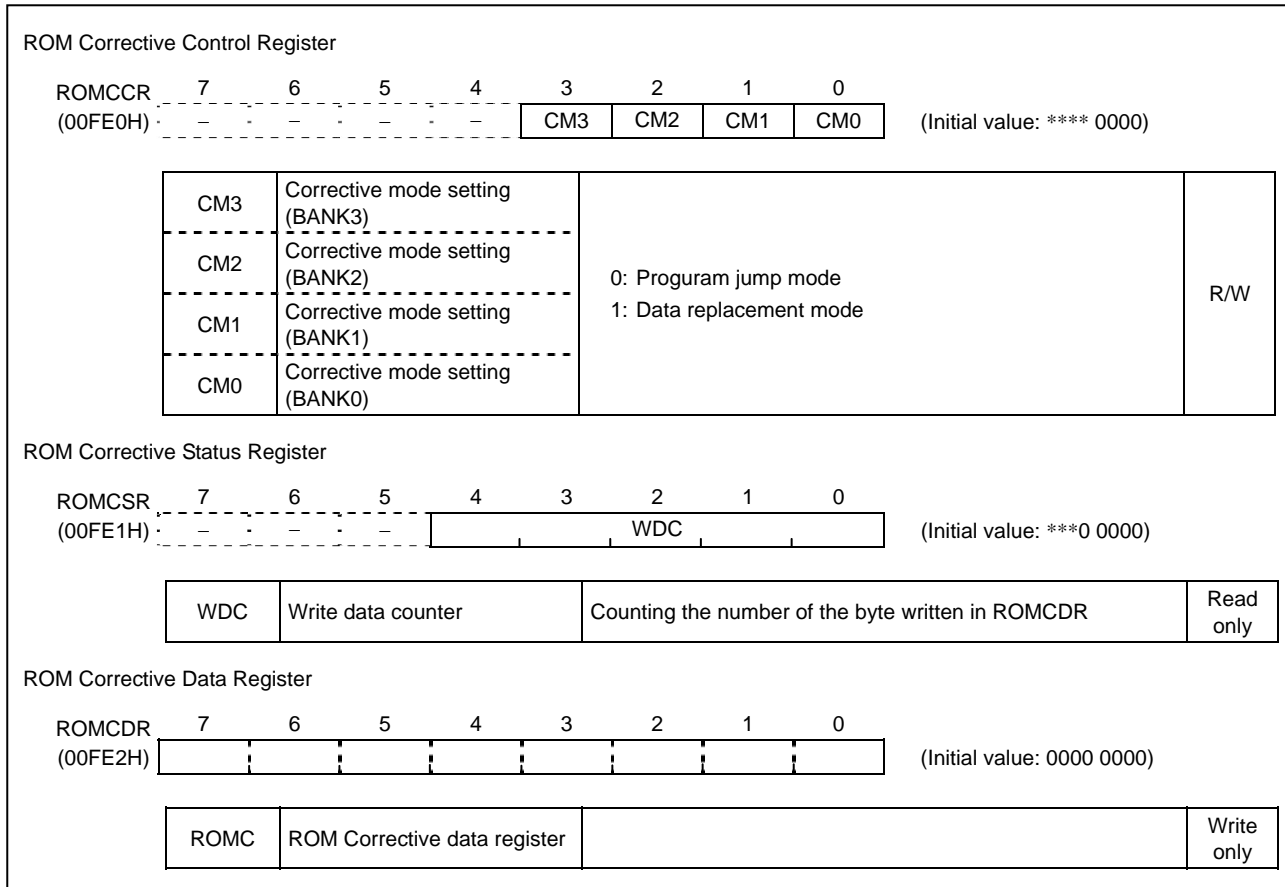 ROM Corrective Control Register
ROMCCR 7 6 5 4 3 2 1 0
(00FE0H) – – – – CM3 CM2 CM1 CM0 (Initial value: **** 0000)
CM3 Corrective mode setting
(BANK3)
CM2 Corrective mode setting
(BANK2)
0: Proguram jump mode
1: Data replacement mode
R/W
CM1 Corrective mode setting
(BANK1)
CM0 Corrective mode setting
(BANK0)
ROM Corrective Status Register
ROMCSR 7 6 5 4 3 2 1 0
(00FE1H) – – – WDC (Initial value: ***0 0000)
WDC Write data counter Counting the number of the byte written in ROMCDR Read
only
ROM Corrective Data Register
ROMCDR 7 6 5 4 3 2 1 0
(00FE2H) (Initial value: 0000 0000)
ROMC ROM Corrective data register Write
only